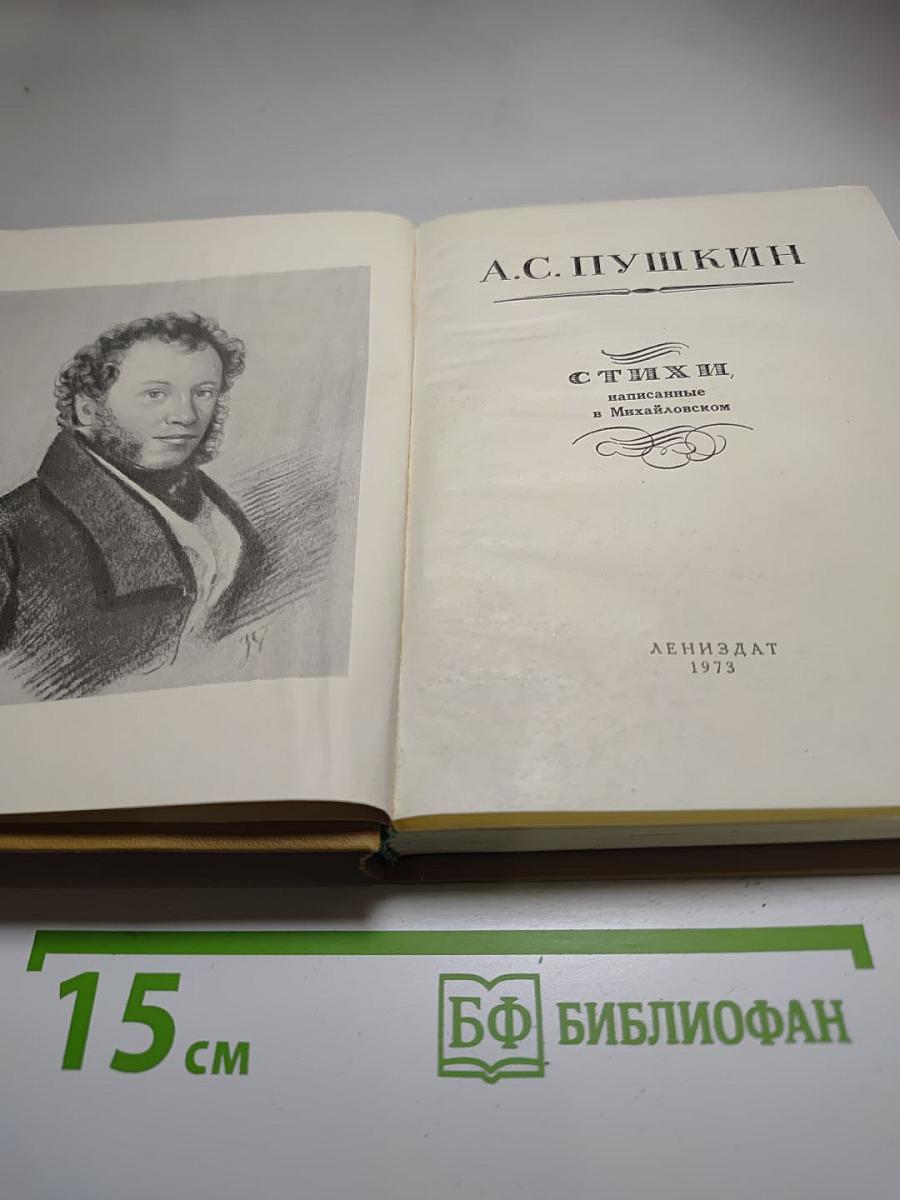 А.С. ПУШКИН
СТИХИ,
написанные
в Михайловском
ЛЕНИЗДАТ
1973
15 см
БФ БИБЛИОФАН